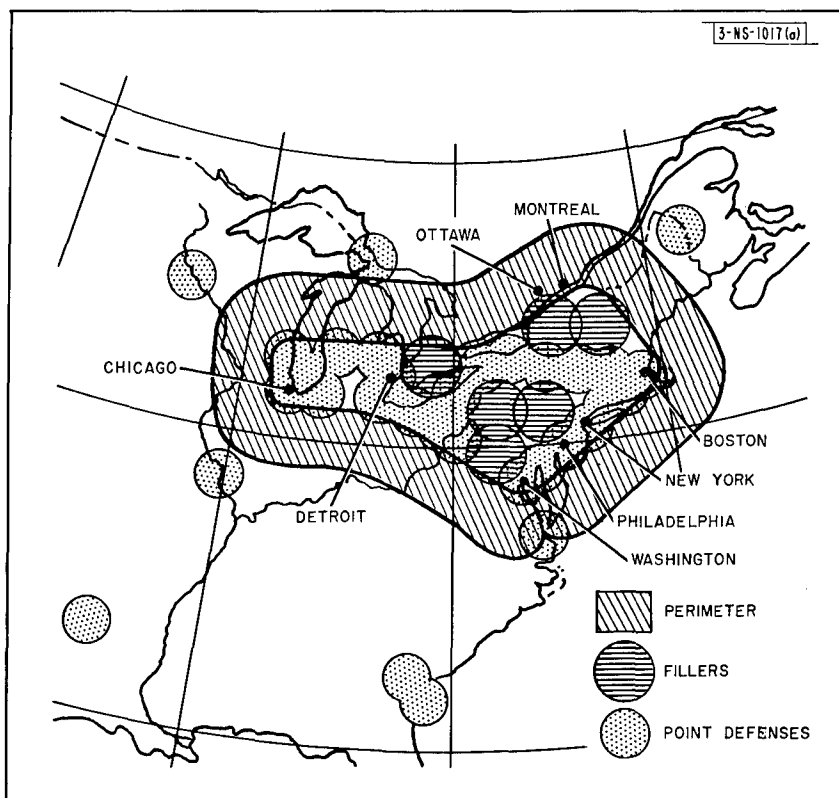 3-NS-1017(a)
MONTREAL
OTTAWA
CHICAGO
BOSTON
NEW YORK
DETROIT
PHILADELPHIA
WASHINGTON
PERIMETER
FILLERS
POINT DEFENSES